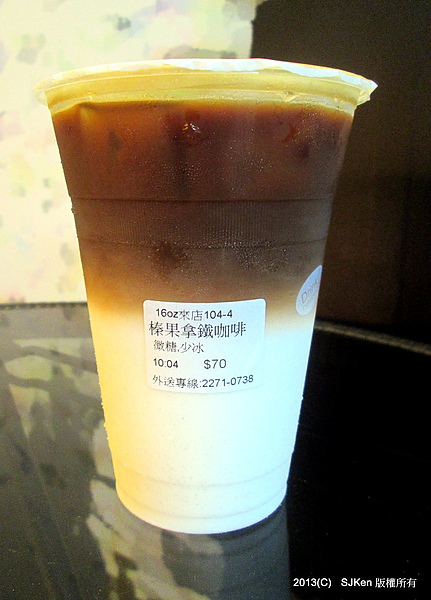 16oz來店104-4
榛果拿鐵咖啡
微糖,少冰
10:04 $70
外送專線:2271-0738
2013(C) SJKen 版權所有